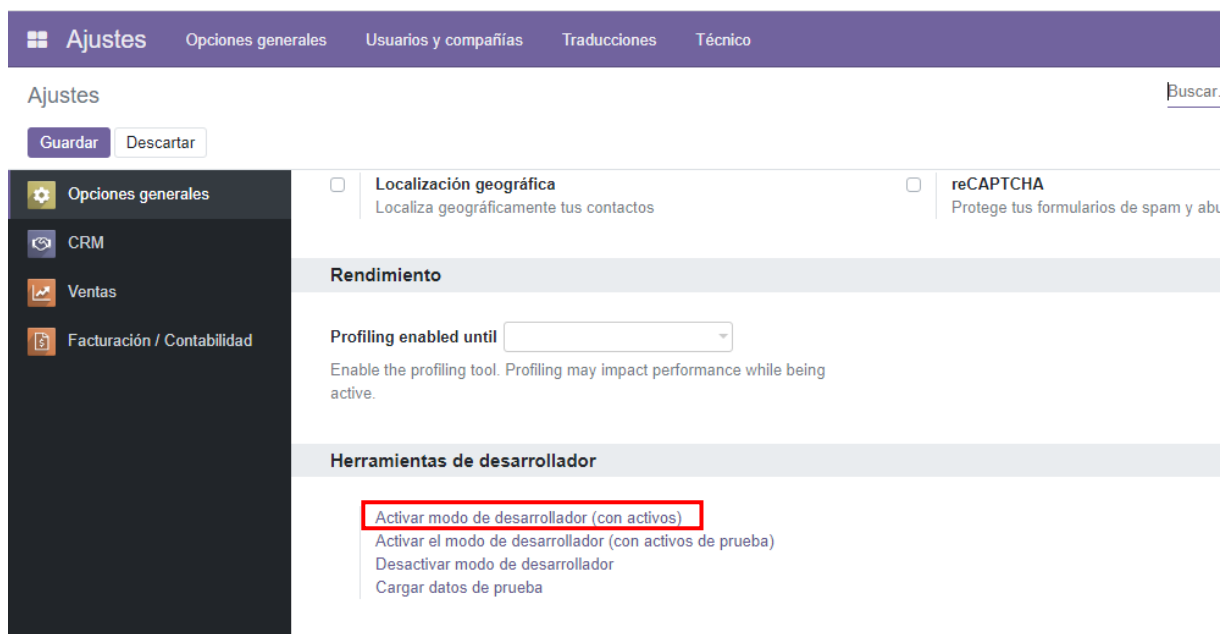 Ajustes Opciones generales Usuarios y compañías Traducciones Técnico
Ajustes
Buscar.
Guardar Descartar
Opciones generales
CRM
Ventas
Facturación / Contabilidad
Localización geográfica
Localiza geográficamente tus contactos
reCAPTCHA
Protege tus formularios de spam y abu
Rendimiento
Profiling enabled until
Enable the profiling tool. Profiling may impact performance while being
active.
Herramientas de desarrollador
Activar modo de desarrollador (con activos)
Activar el modo de desarrollador (con activos de prueba)
Desactivar modo de desarrollador
Cargar datos de prueba